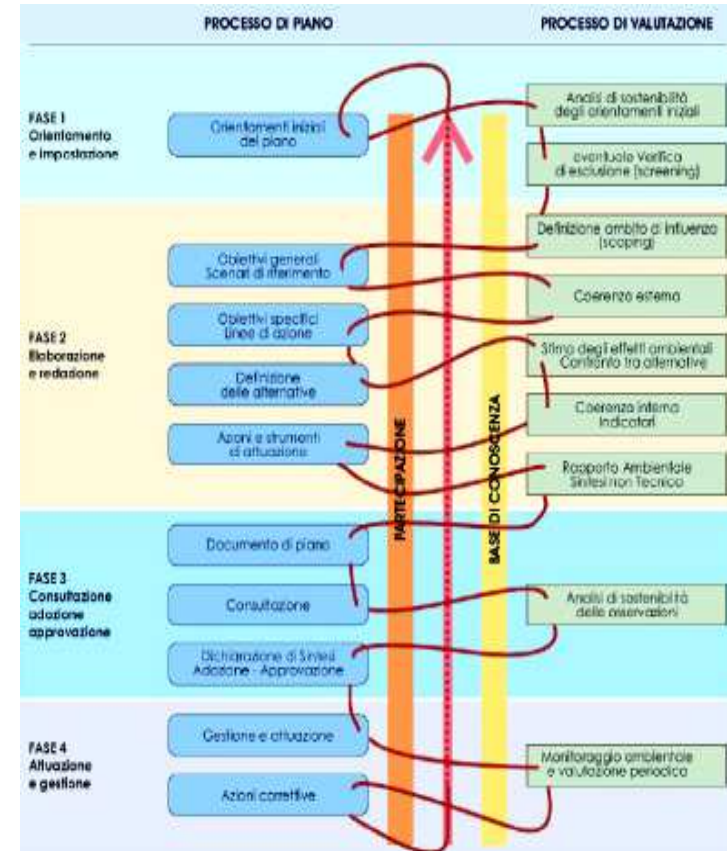 PROCESSO DI PIANO
PROCESSO DI VALUTAZIONE
FASE 1
Orientamento
e impostazione
Orientamenti iniziali
del piano
Analisi di sostenibilità
degli orientamenti iniziali
eventuale Verifica
di esclusione (screening)
FASE 2
Elaborazione
e redazione
Obiettivi generali
Scenari di riferimento
Obiettivi specifici
Linee di azione
Definizione
delle alternative
Azioni e strumenti
di attuazione
Definizione ambito di influenza
(scoping)
Coerenza esterna
Stima degli effetti ambientali
Confronto tra alternative
Coerenza interna
Indicatori
Rapporto Ambientale
Sintesi non Tecnica
PARTECIPAZIONE
BASE DI CONOSCENZA
FASE 3
Consultazione
adozione
approvazione
Documento di piano
Consultazione
Dichiarazione di Sintesi
Adozione - Approvazione
Analisi di sostenibilità
delle osservazioni
FASE 4
Attuazione
e gestione
Gestione e attuazione
Azioni correttive
Monitoraggio ambientale
e valutazione periodica